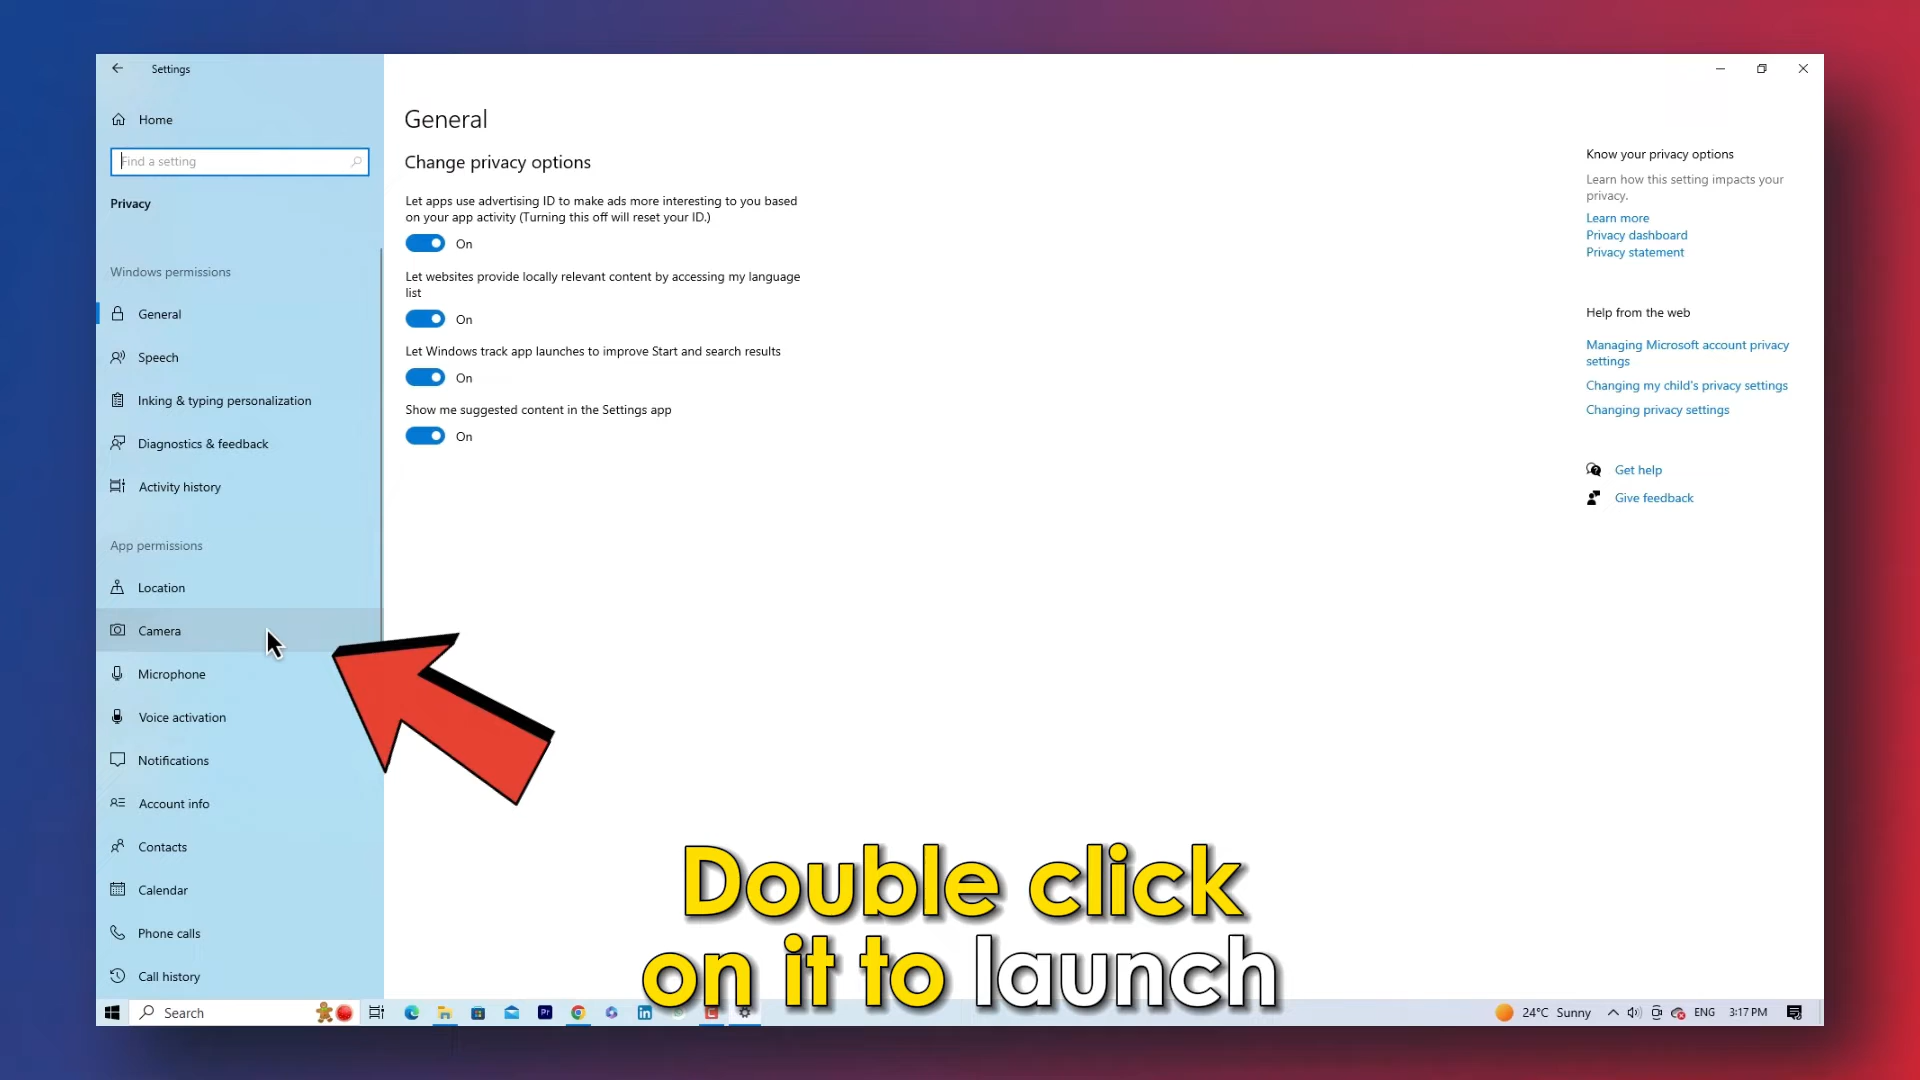 Settings
Home
Find a setting
Privacy
Windows permissions
General
Speech
Inking & typing personalization
Diagnostics & feedback
Activity history
App permissions
Location
Camera
Microphone
Voice activation
Notifications
Account info
Contacts
Calendar
Phone calls
Call history
General
Change privacy options
Let apps use advertising ID to make ads more interesting to you based
on your app activity (Turning this off will reset your ID.)
On
Let websites provide locally relevant content by accessing my language
list
On
Let Windows track app launches to improve Start and search results
On
Show me suggested content in the Settings app
On
Know your privacy options
Learn how this setting impacts your
privacy.
Learn more
Privacy dashboard
Privacy statement
Help from the web
Managing Microsoft account privacy
settings
Changing my child's privacy settings
Changing privacy settings
Get help
Give feedback
Double click
on it to launch
Search
Pr
24°C Sunny
ENG
3:17 PM